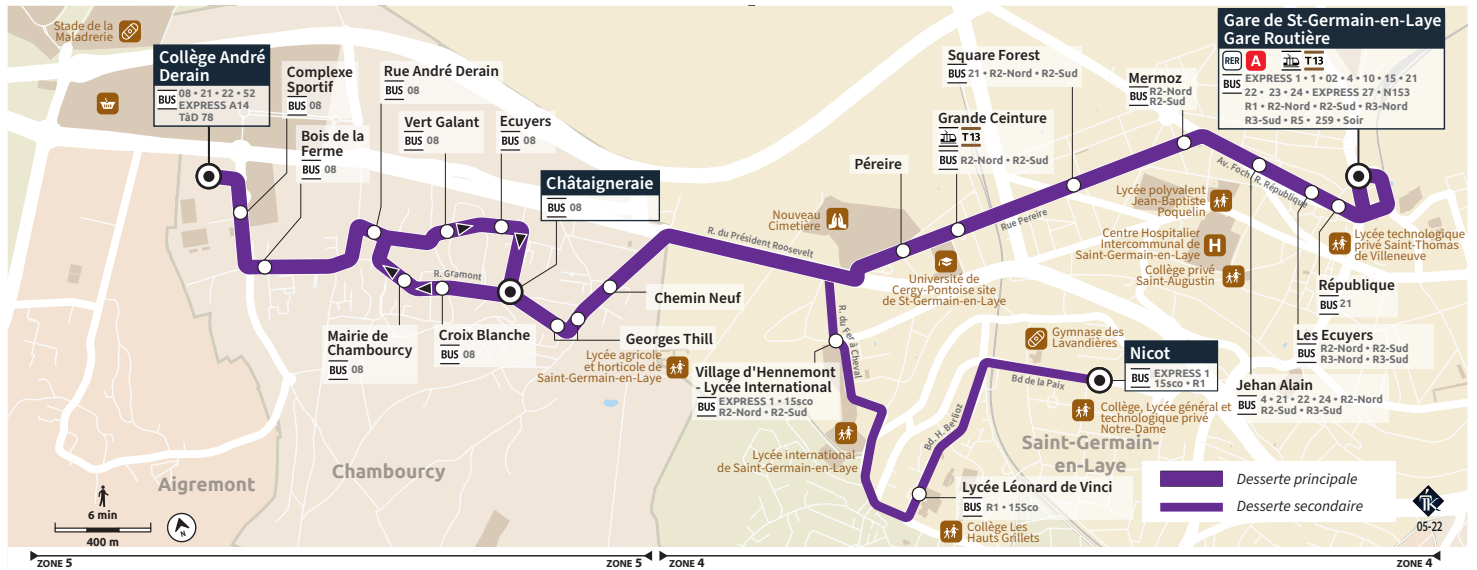 Stade de la
Maladrerie
Collège André
Derain
BUS 08 • 21 • 22 • 52
EXPRESS A14
TàD 78
Complexe
Sportif
BUS 08
Bois de la
Ferme
BUS 08
Rue André Derain
BUS 08
Vert Galant
BUS 08
Ecuyers
BUS 08
Châtaigneraie
BUS 08
R. Gramont
Mairie de
Chambourcy
BUS 08
Croix Blanche
BUS 08
Georges Thill
Chemin Neuf
Lycée agricole
et horticole de
Saint-Germain-en-Laye
R. du Président Roosevelt
Nouveau
Cimetière
Péreire
Grande Ceinture
T13
BUS R2-Nord • R2-Sud
Square Forest
BUS 21 • R2-Nord • R2-Sud
Mermoz
BUS R2-Nord
R2-Sud
Gare de St-Germain-en-Laye
Gare Routière
RER A T13
BUS EXPRESS 1 • 1 • 02 • 4 • 10 • 15 • 21
22 • 23 • 24 • EXPRESS 27 • N153
R1 • R2-Nord • R2-Sud • R3-Nord
R3-Sud • R5 • 259 • Soir
Rue Pereire
Av. Foch
R. République
Université de
Cergy-Pontoise site
de St-Germain-en-Laye
Lycée polyvalent
Jean-Baptiste
Poquelin
Centre Hospitalier
Intercommunal de
Saint-Germain-en-Laye
H
Collège privé
Saint-Augustin
Lycée technologique
privé Saint-Thomas
de Villeneuve
République
BUS 21
Les Ecuyers
BUS R2-Nord • R2-Sud
R3-Nord • R3-Sud
Jehan Alain
BUS 4 • 21 • 22 • 24 • R2-Nord
R2-Sud • R3-Sud
R. du Fer à Cheval
Village d'Hennemont
- Lycée International
BUS EXPRESS 1 • 15sco
R2-Nord • R2-Sud
Lycée international
de Saint-Germain-en-Laye
Gymnase des
Lavandières
Nicot
BUS EXPRESS 1
15sco • R1
Bd de la Paix
Bd. H. Berlioz
Collège, Lycée général et
technologique privé
Notre-Dame
Saint-Germain-
en-Laye
Lycée Léonard de Vinci
BUS R1 • 15Sco
Collège Les
Hauts Grillets
Aigremont
Chambourcy
6 min
400 m
N
Desserte principale
Desserte secondaire
05-22
ZONE 5
ZONE 5
ZONE 4
ZONE 4